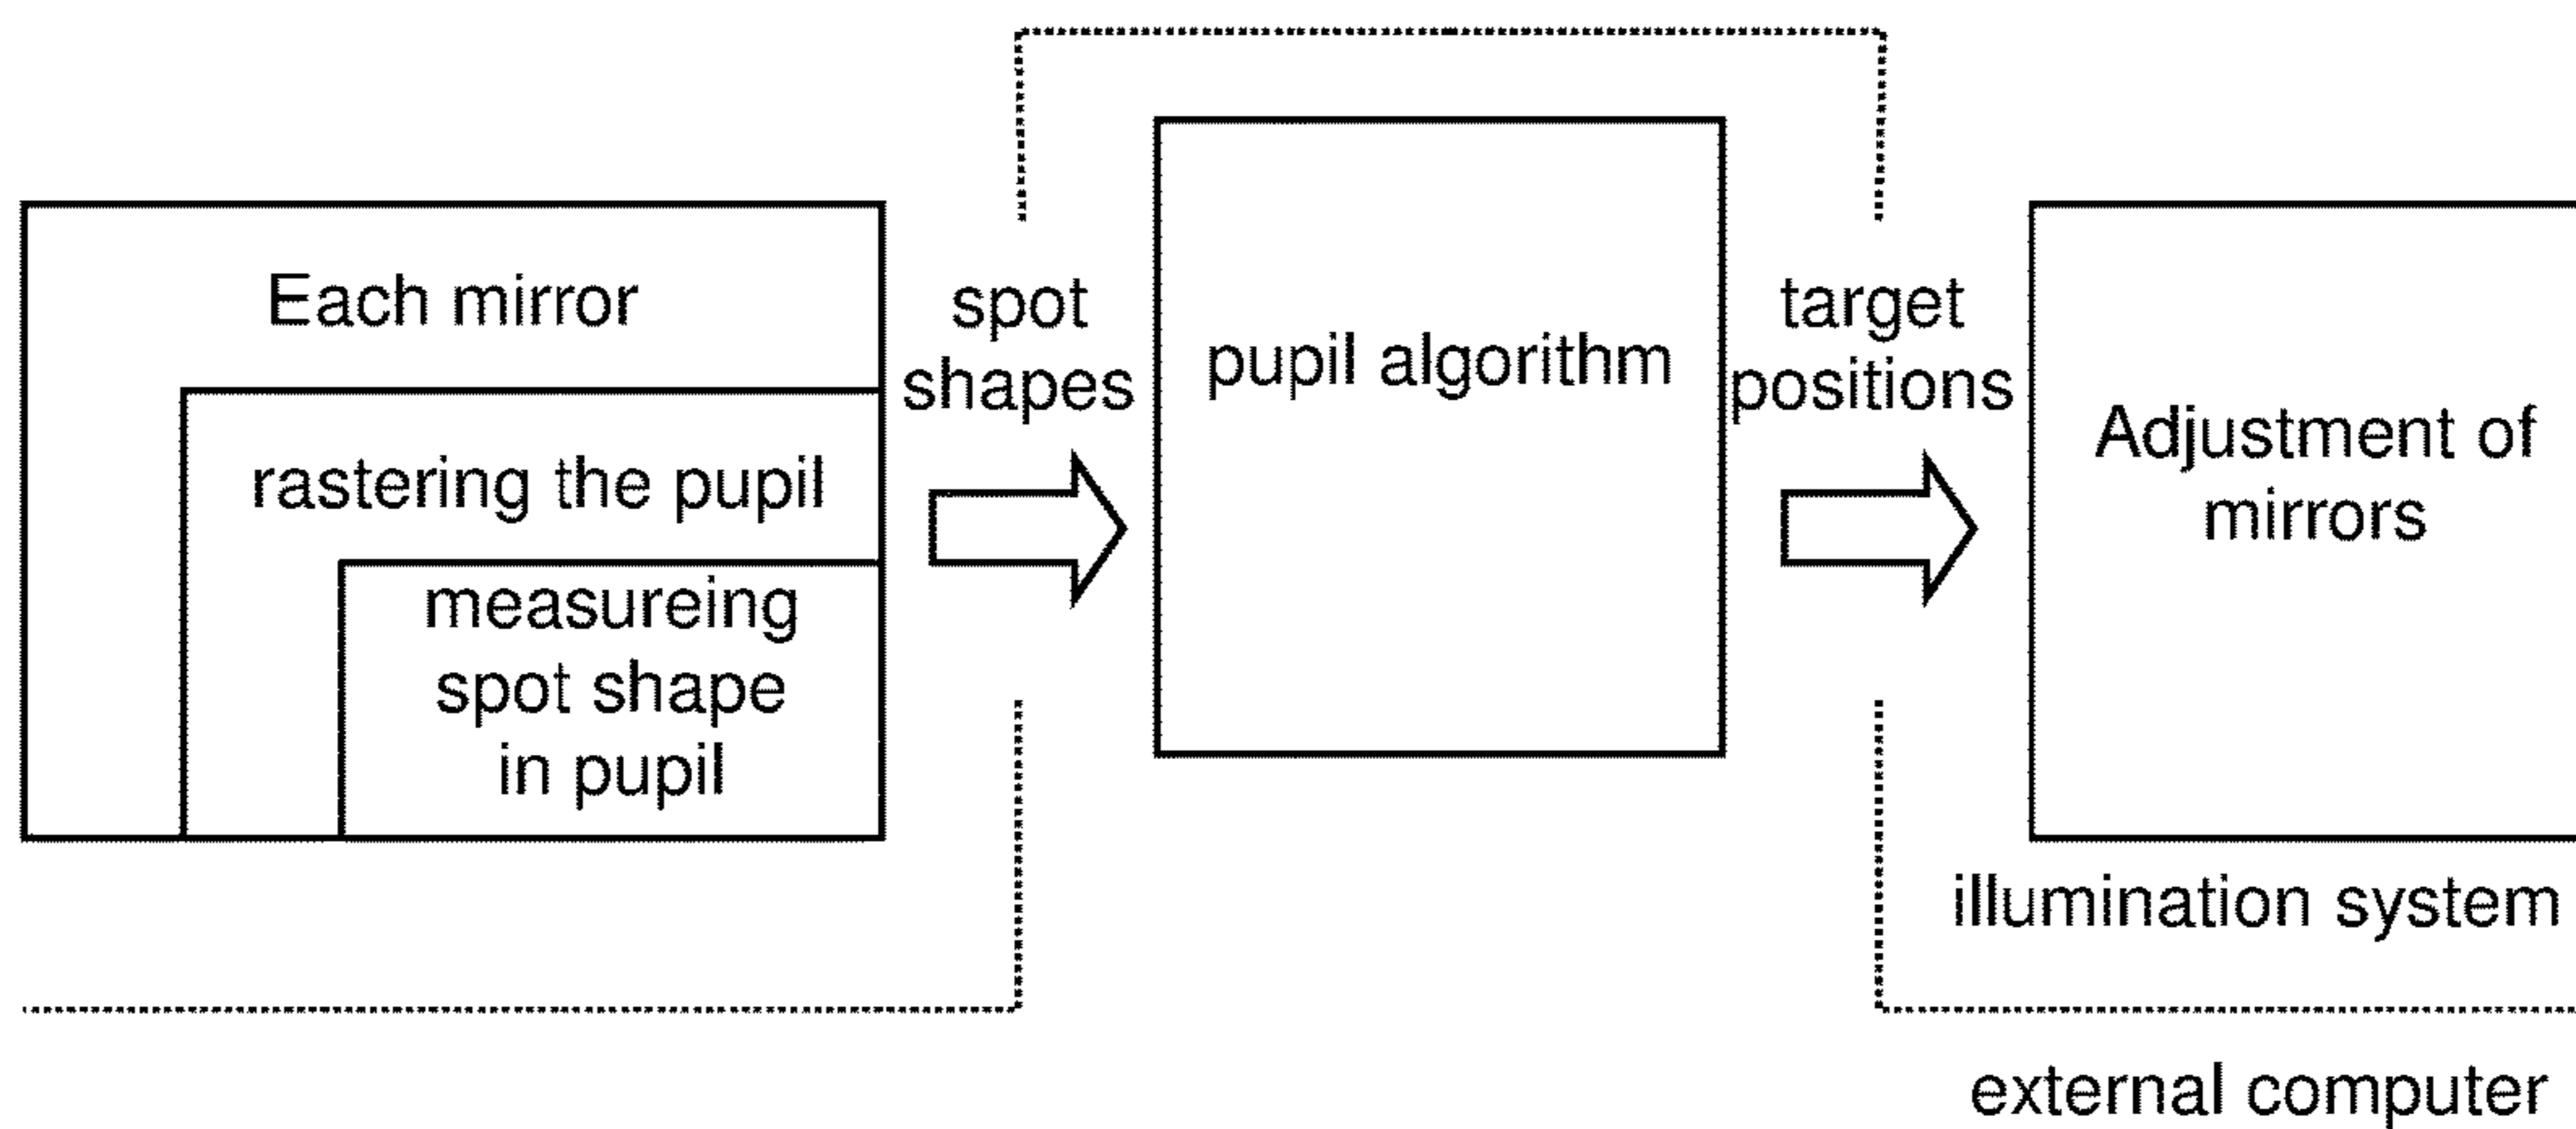 Each mirror
rastering the pupil
measureing
spot shape
in pupil
spot
shapes
pupil algorithm
target
positions
Adjustment of
mirrors
illumination system
external computer